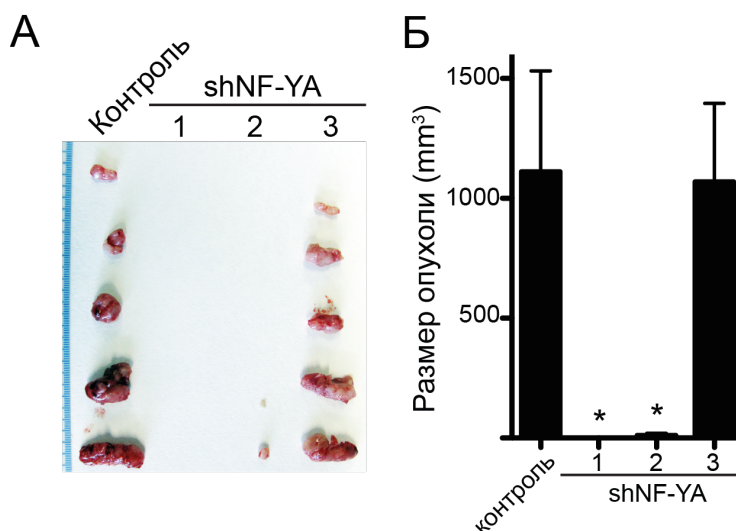 А
Контроль
shNF-YA
1 2 3
Б
Размер опухоли (mm³)
1500
1000
500
* *
контроль
1 2 3
shNF-YA